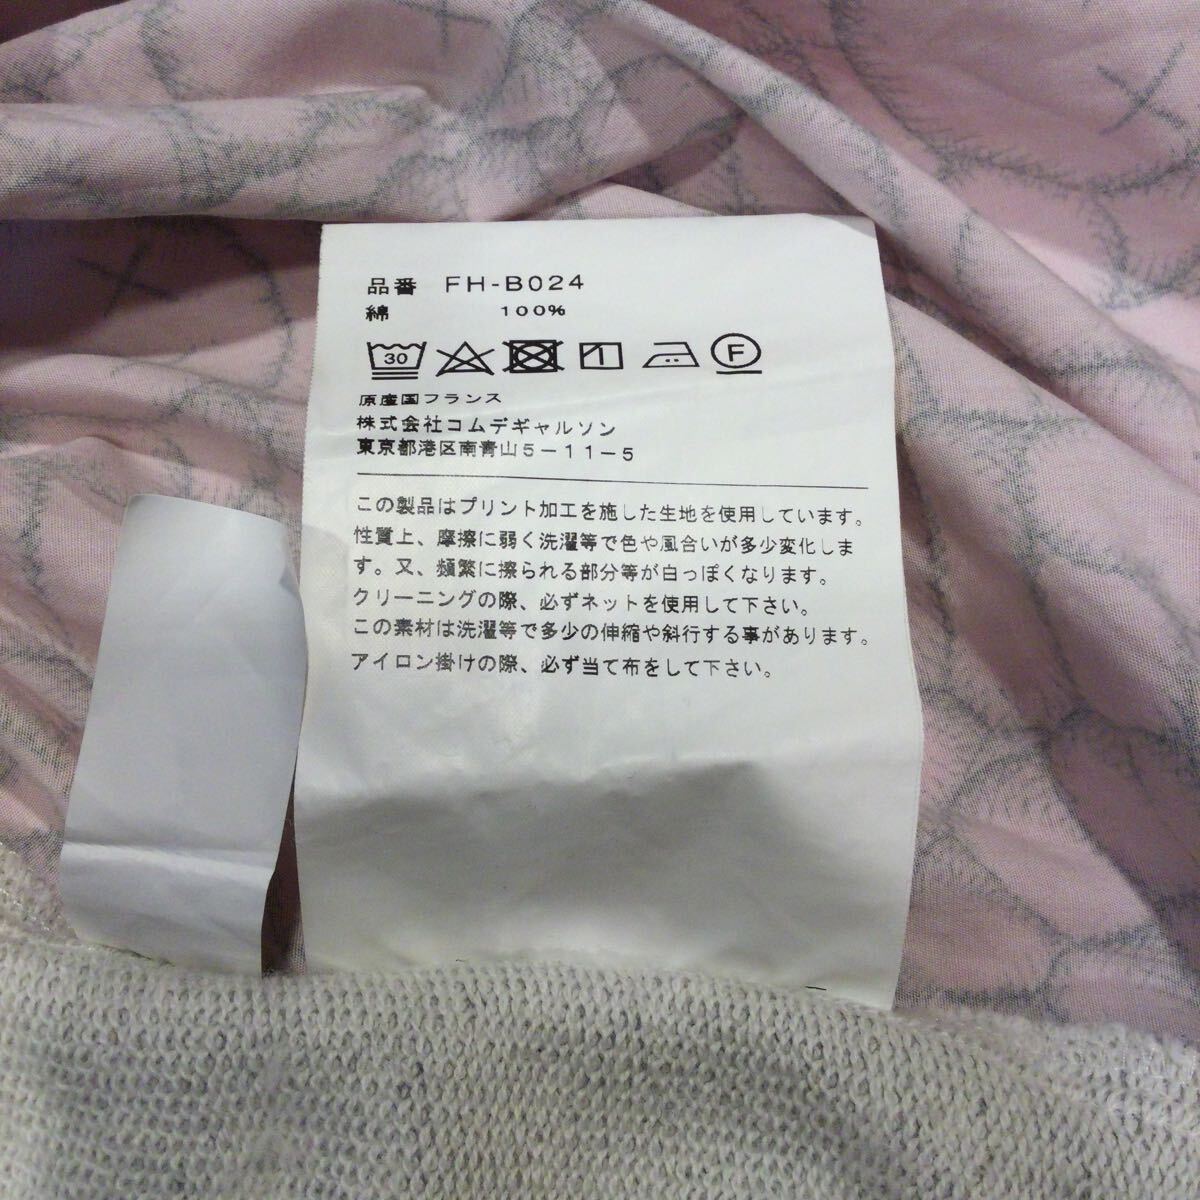 品番 FH-B024
綿 100%
30 1 F
原産国フランス
株式会社コムデギャルソン
東京都港区南青山5-11-5
この製品はプリント加工を施した生地を使用しています。
性質上、摩擦に弱く洗濯等で色や風合いが多少変化しま
す。又、頻繁に擦られる部分等が白っぽくなります。
クリーニングの際、必ずネットを使用して下さい。
この素材は洗濯等で多少の伸縮や斜行する事があります。
アイロン掛けの際、必ず当て布をして下さい。